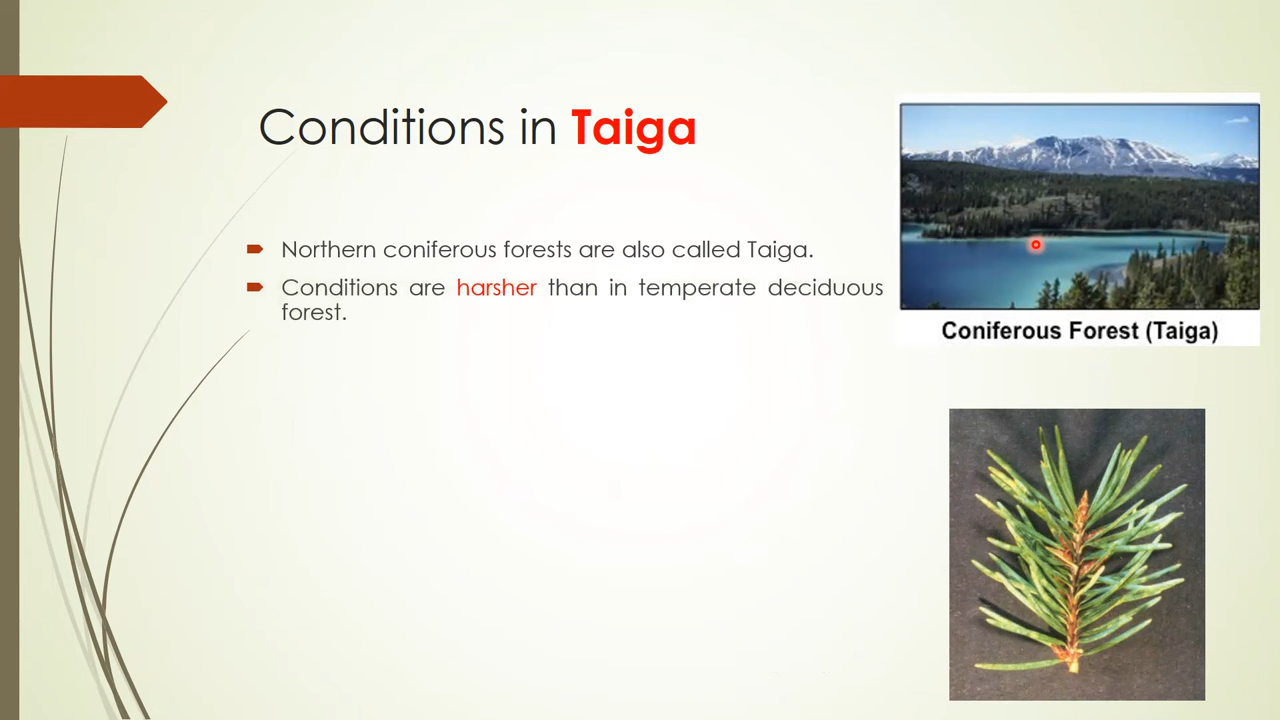 Conditions in Taiga
Northern coniferous forests are also called Taiga.
Conditions are harsher than in temperate deciduous
forest.
Coniferous Forest (Taiga)